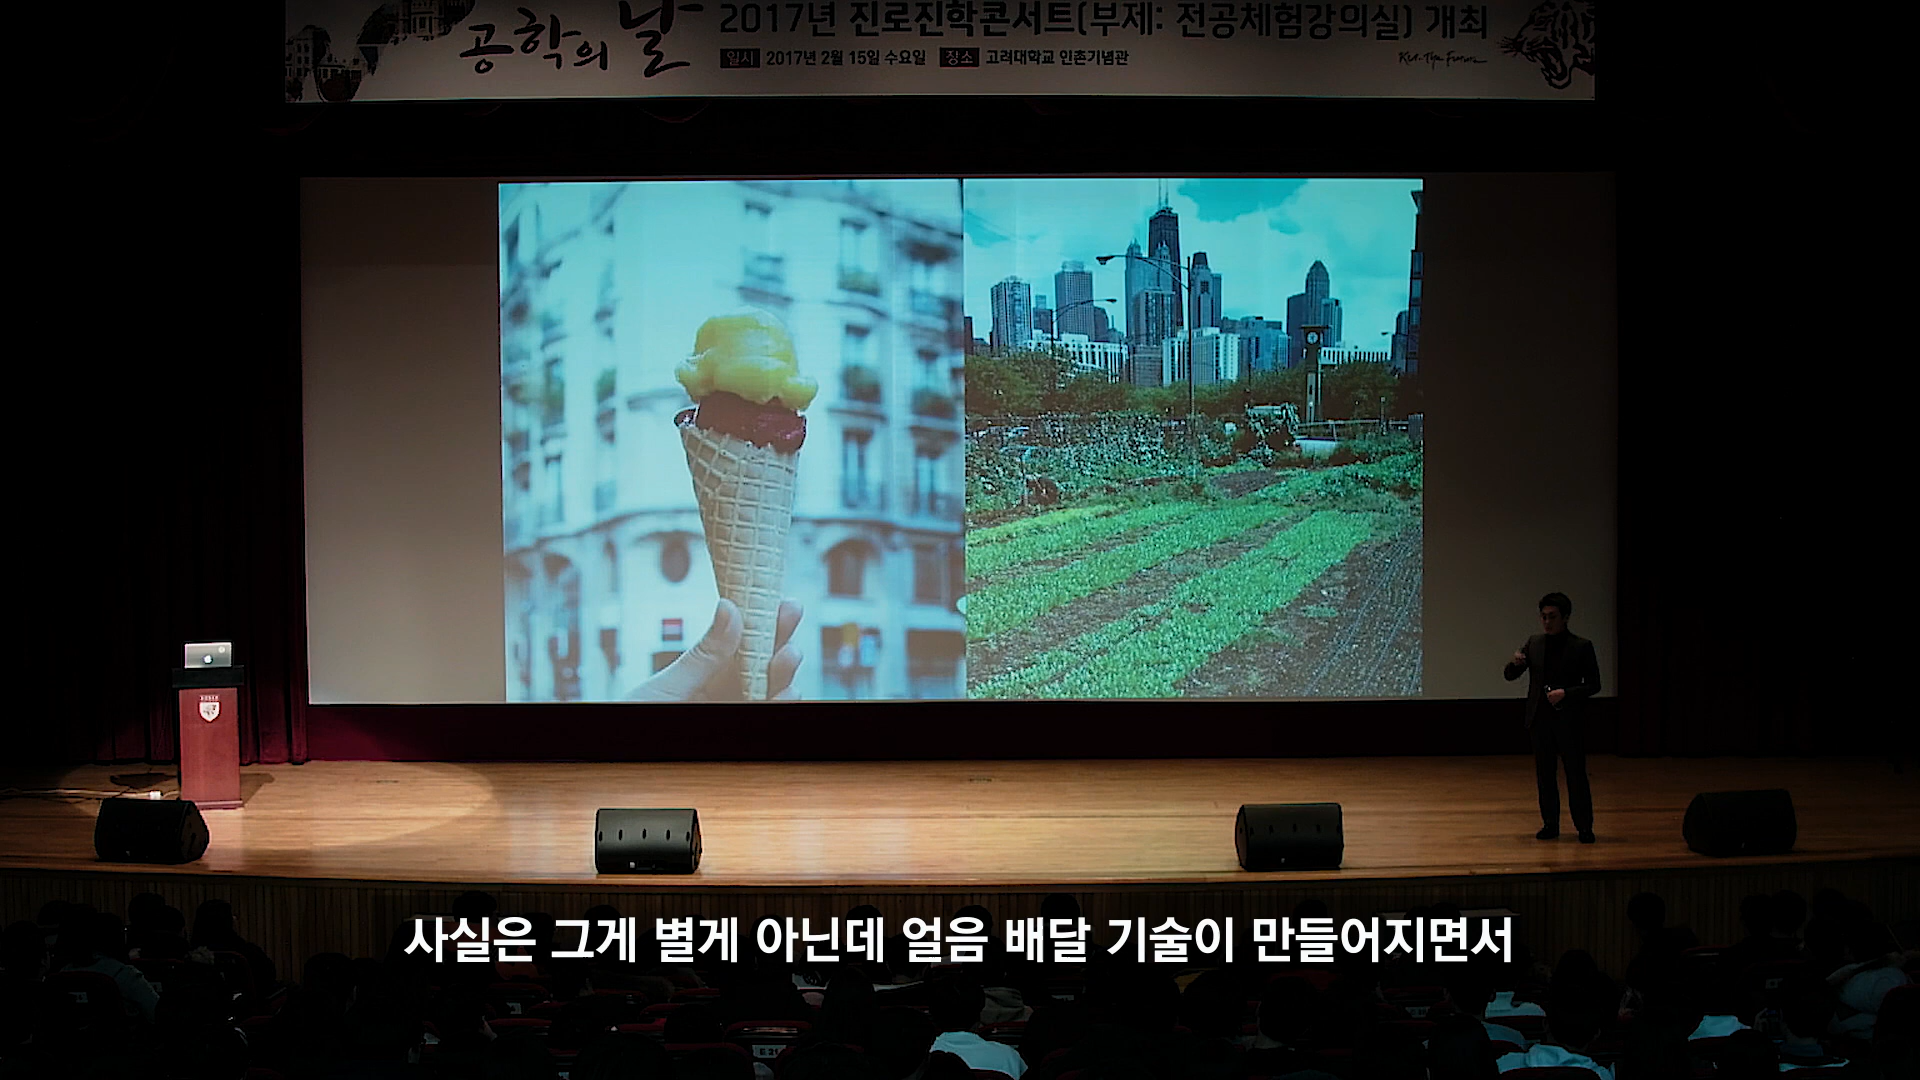 공학의 날
2017년 진로진학콘서트(부제: 전공체험강의실) 개최
일시 2017년 2월 15일 수요일 장소 고려대학교 인촌기념관
사실은 그게 별게 아닌데 얼음 배달 기술이 만들어지면서